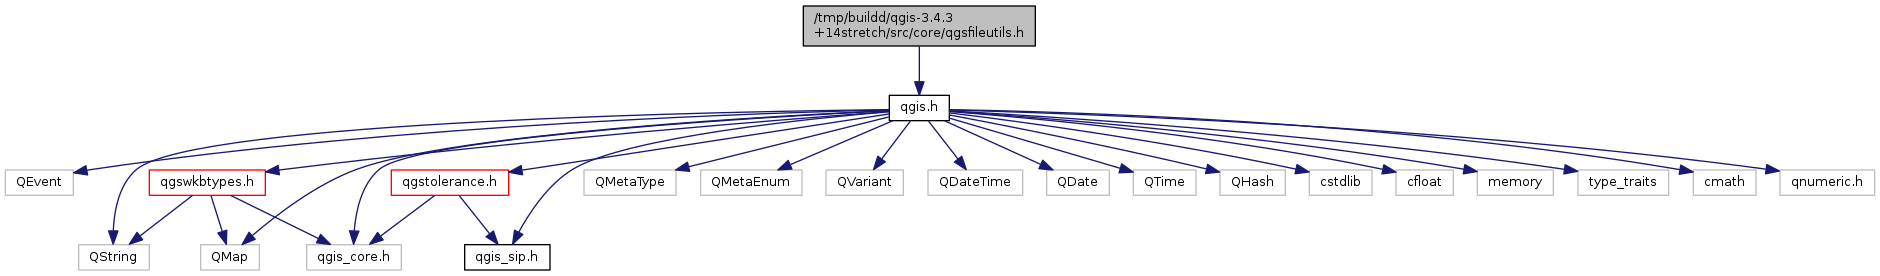 /tmp/buildd/qgis-3.4.3
+14stretch/src/core/qgsfileutils.h
qgis.h
QEvent
qgswkbtypes.h
qgstolerance.h
QMetaType
QMetaEnum
QVariant
QDateTime
QDate
QTime
QHash
cstdlib
cfloat
memory
type_traits
cmath
qnumeric.h
QString
QMap
qgis_core.h
qgis_sip.h